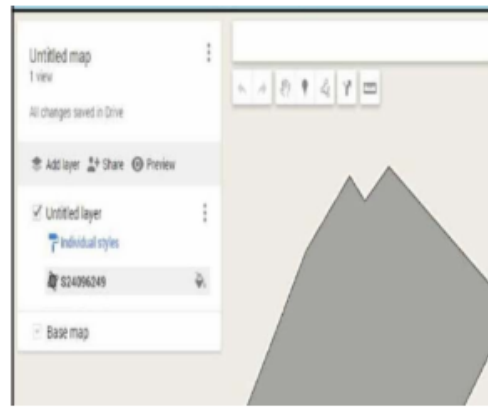 Untitled map
1 view
All changes saved in Drive
Add layer Share Preview
Untitled layer
Individual styles
S24096249
Base map